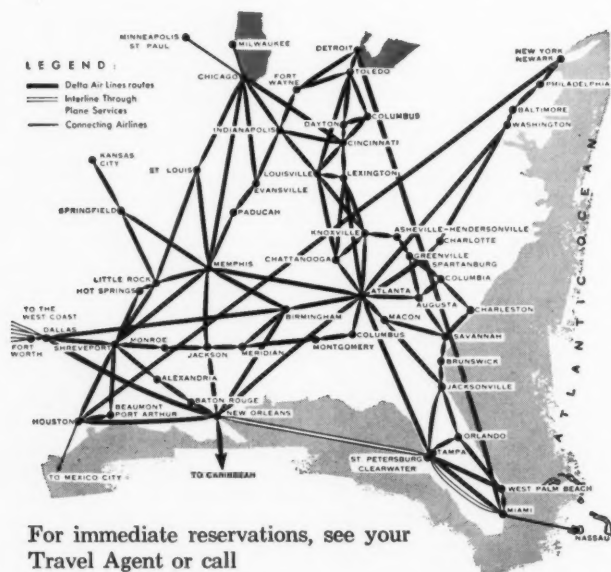 MINNEAPOLIS
ST PAUL
MILWAUKEE
DETROIT
NEW YORK
NEWARK
LEGEND:
Delta Air Lines routes
Interline Through
Plane Services
Connecting Airlines
CHICAGO
FORT
WAYNE
TOLEDO
PHILADELPHIA
BALTIMORE
WASHINGTON
INDIANAPOLIS
DAYTON
COLUMBUS
CINCINNATI
KANSAS
CITY
ST LOUIS
LOUISVILLE
LEXINGTON
EVANSVILLE
SPRINGFIELD
PADUCAH
KNOXVILLE
ASHEVILLE-HENDERSONVILLE
CHARLOTTE
GREENVILLE
SPARTANBURG
CHATTANOOGA
MEMPHIS
LITTLE ROCK
HOT SPRINGS
COLUMBIA
ATLANTA
AUGUSTA
CHARLESTON
TO THE
WEST COAST
DALLAS
BIRMINGHAM
MACON
FORT
WORTH
SHREVEPORT
MONROE
JACKSON
MERIDIAN
MONTGOMERY
COLUMBUS
SAVANNAH
BRUNSWICK
ALEXANDRIA
JACKSONVILLE
BATON ROUGE
NEW ORLEANS
HOUSTON
BEAUMONT
PORT ARTHUR
ORLANDO
TAMPA
ST PETERSBURG
CLEARWATER
TO MEXICO CITY
TO CARIBBEAN
WEST PALM BEACH
MIAMI
NASSAU
ATLANTIC OCEAN
For immediate reservations, see your
Travel Agent or call